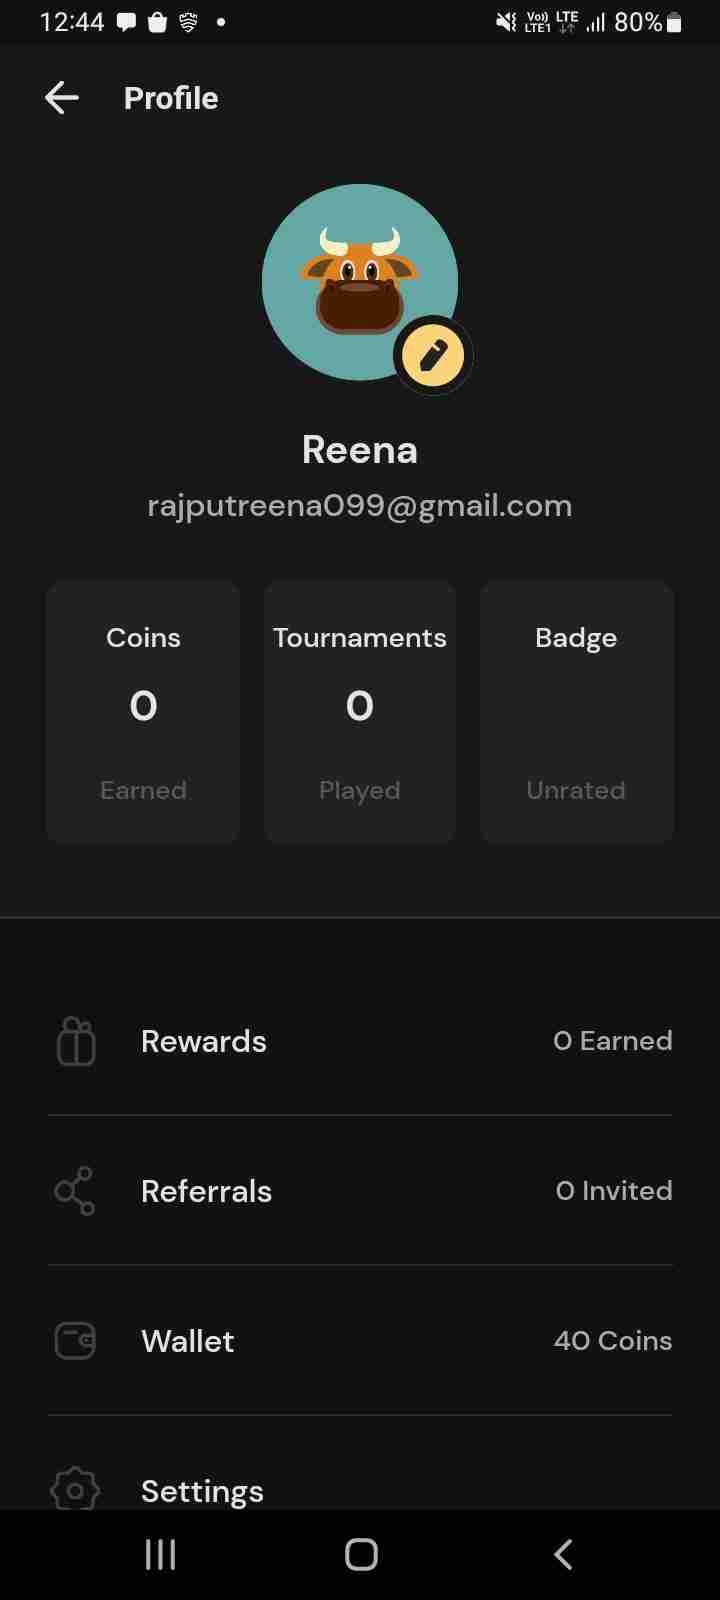 12:44 Vo)) LTE1 LTE 80%
Profile
Reena
rajputreena099@gmail.com
Coins Tournaments Badge
0 0
Earned Played Unrated
Rewards 0 Earned
Referrals 0 Invited
Wallet 40 Coins
Settings